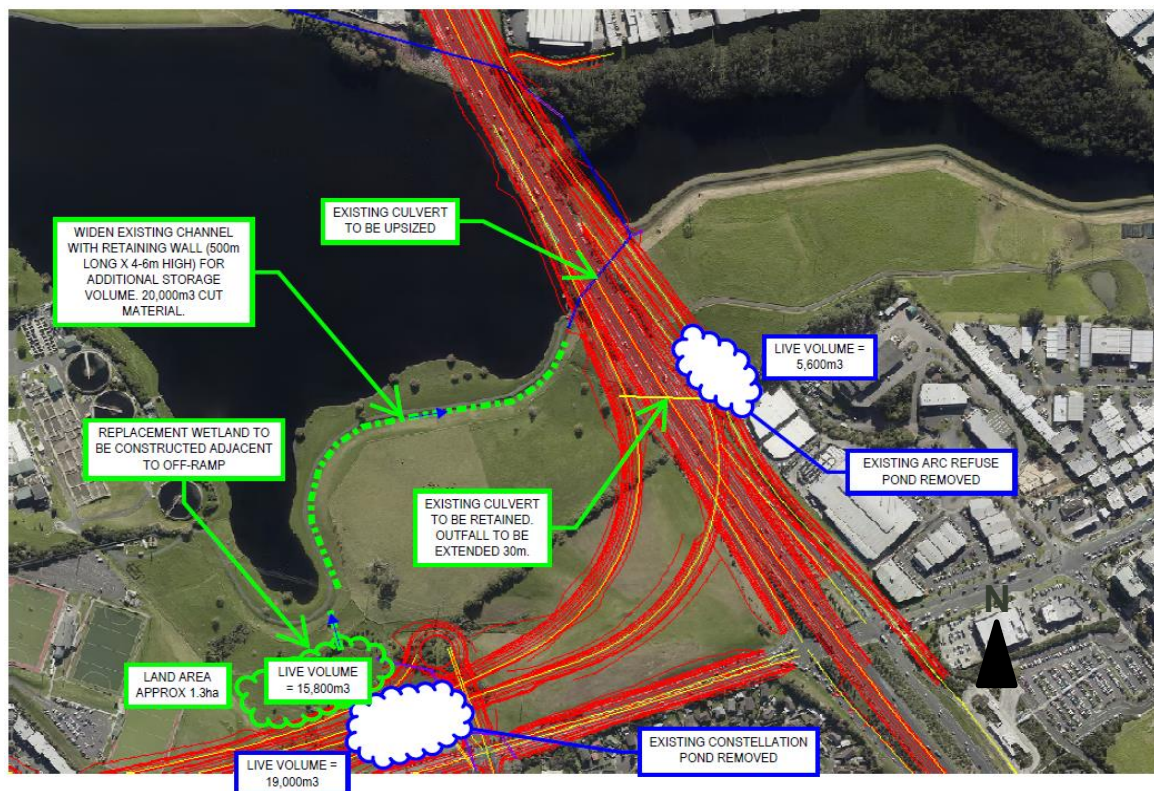 EXISTING CULVERT
TO BE UPSIZED
WIDEN EXISTING CHANNEL
WITH RETAINING WALL (500m
LONG X 4-6m HIGH) FOR
ADDITIONAL STORAGE
VOLUME. 20,000m3 CUT
MATERIAL.
LIVE VOLUME =
5,600m3
REPLACEMENT WETLAND TO
BE CONSTRUCTED ADJACENT
TO OFF-RAMP
EXISTING ARC REFUSE
POND REMOVED
EXISTING CULVERT
TO BE RETAINED.
OUTFALL TO BE
EXTENDED 30m.
N
LAND AREA
APPROX 1.3ha
LIVE VOLUME
= 15,800m3
EXISTING CONSTELLATION
POND REMOVED
LIVE VOLUME =
19,000m3